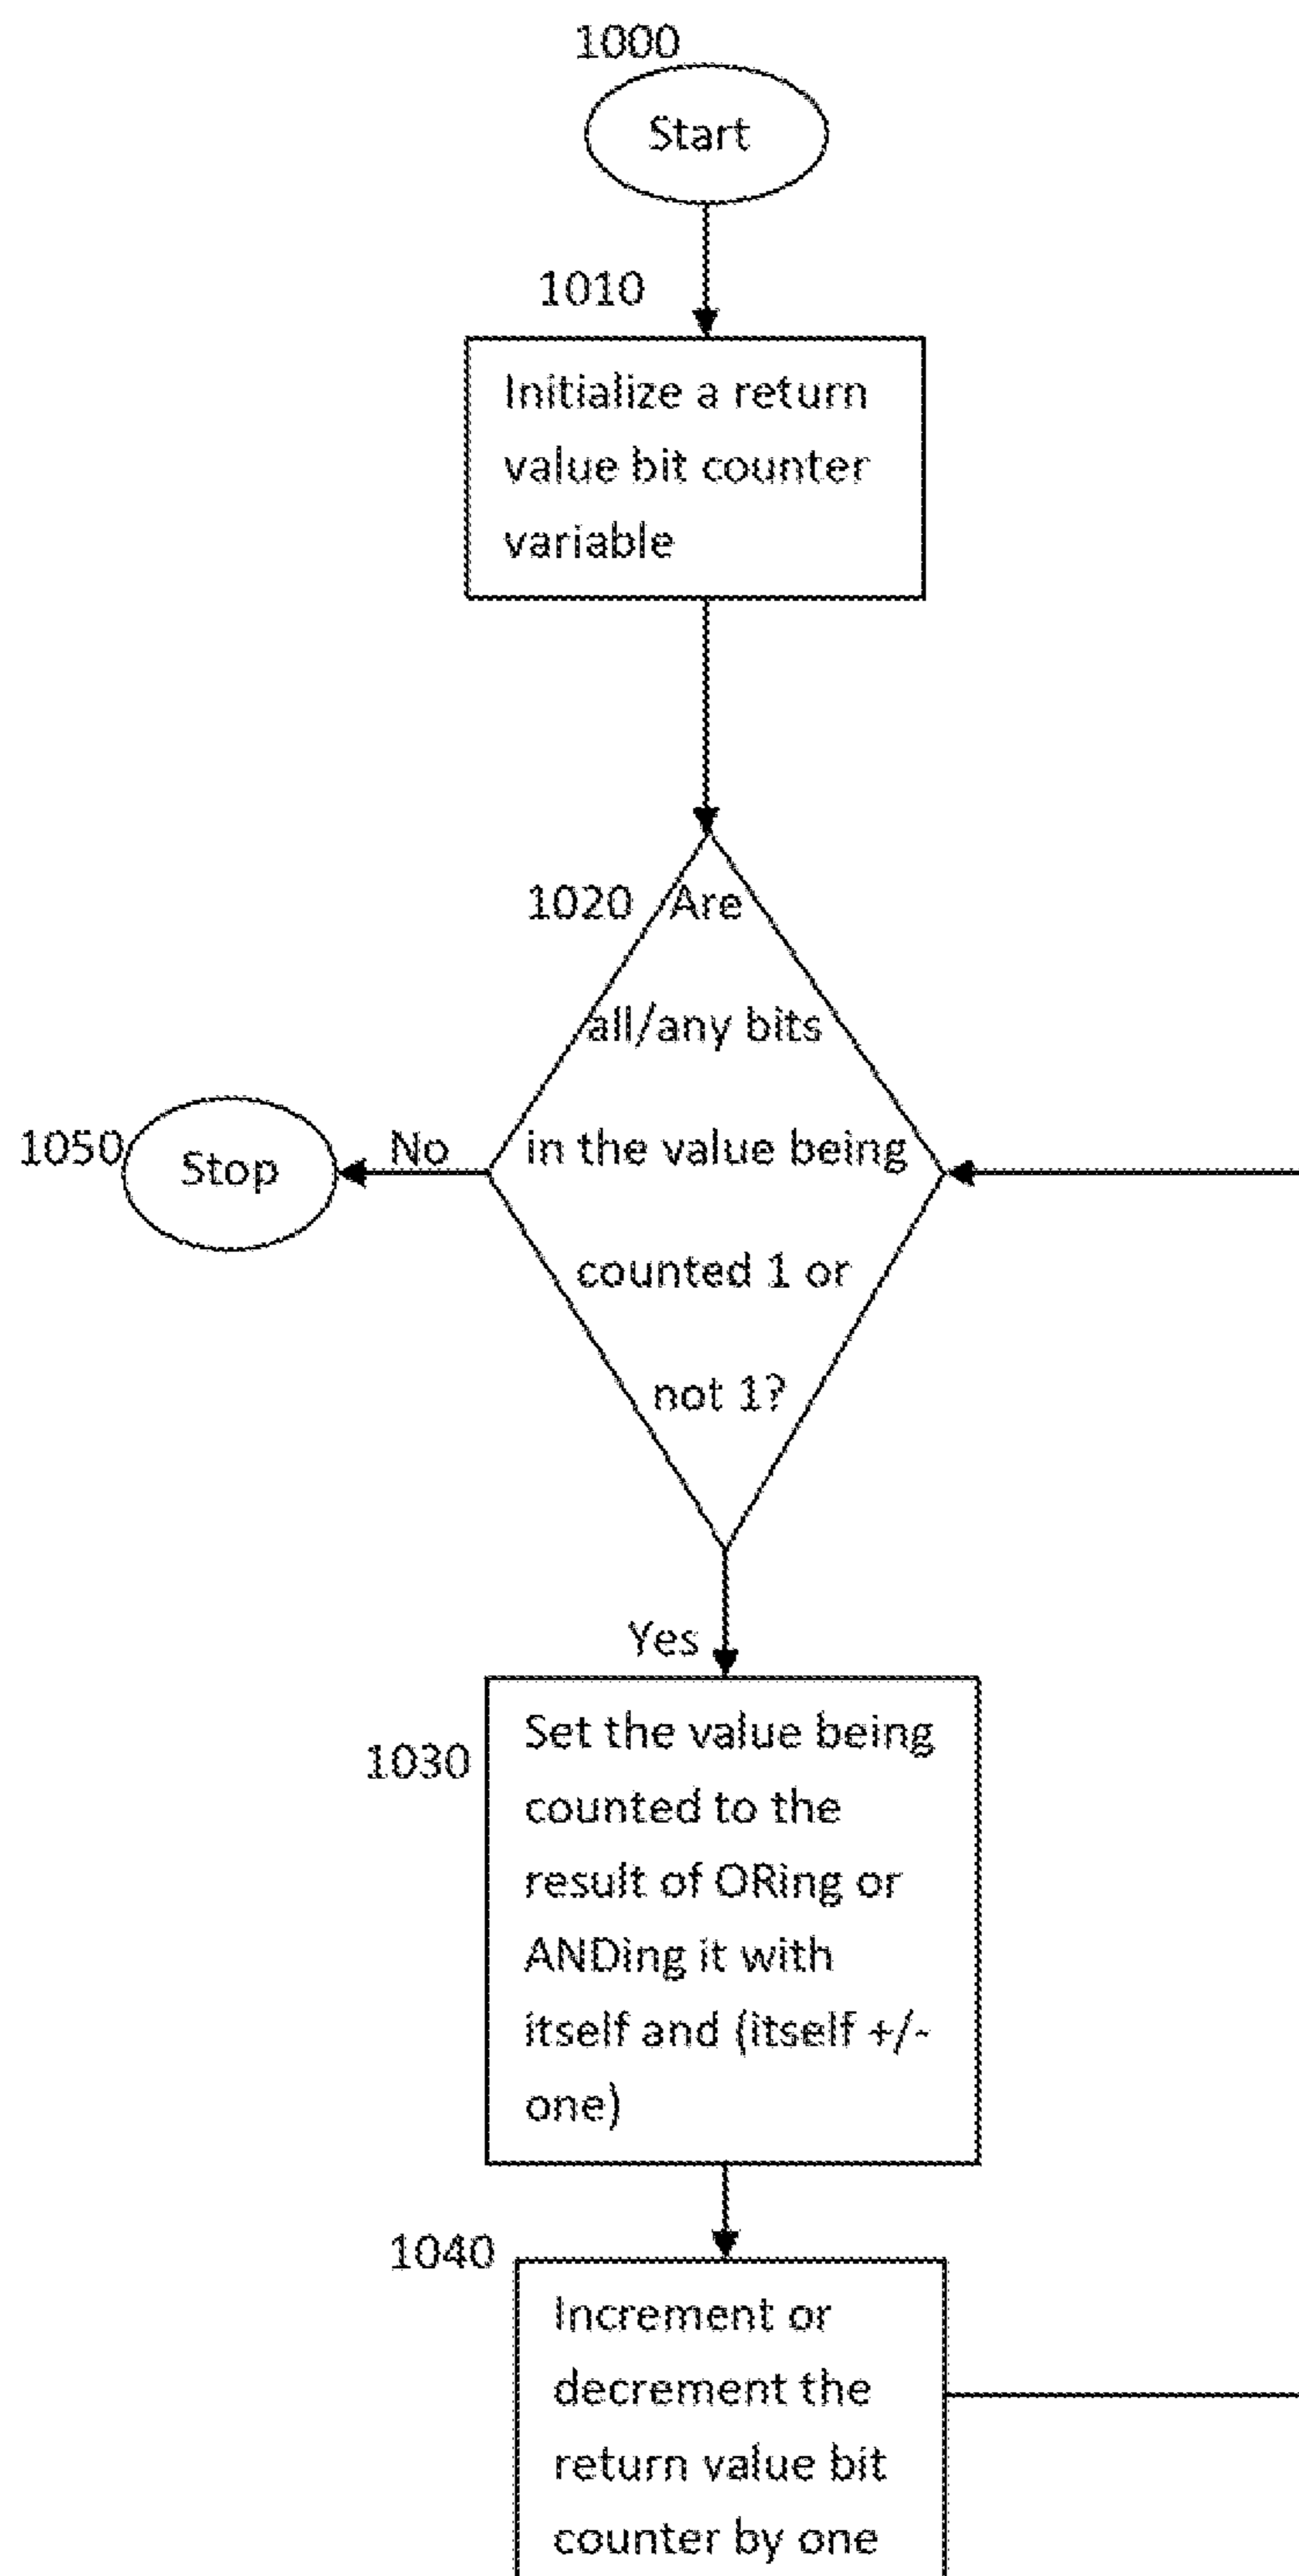 1000
Start
1010
Initialize a return
value bit counter
variable
1020
Are
all/any bits
in the value being
counted 1 or
not 1?
1050
Stop
No
Yes
1030
Set the value being
counted to the
result of ORing or
ANDing it with
itself and (itself +/-
one)
1040
Increment or
decrement the
return value bit
counter by one